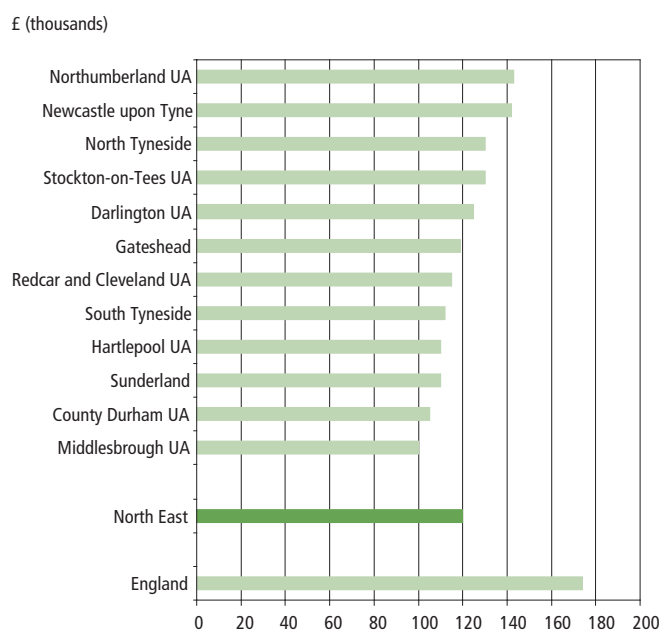 £ (thousands)
Northumberland UA
Newcastle upon Tyne
North Tyneside
Stockton-on-Tees UA
Darlington UA
Gateshead
Redcar and Cleveland UA
South Tyneside
Hartlepool UA
Sunderland
County Durham UA
Middlesbrough UA
North East
England
0 20 40 60 80 100 120 140 160 180 200